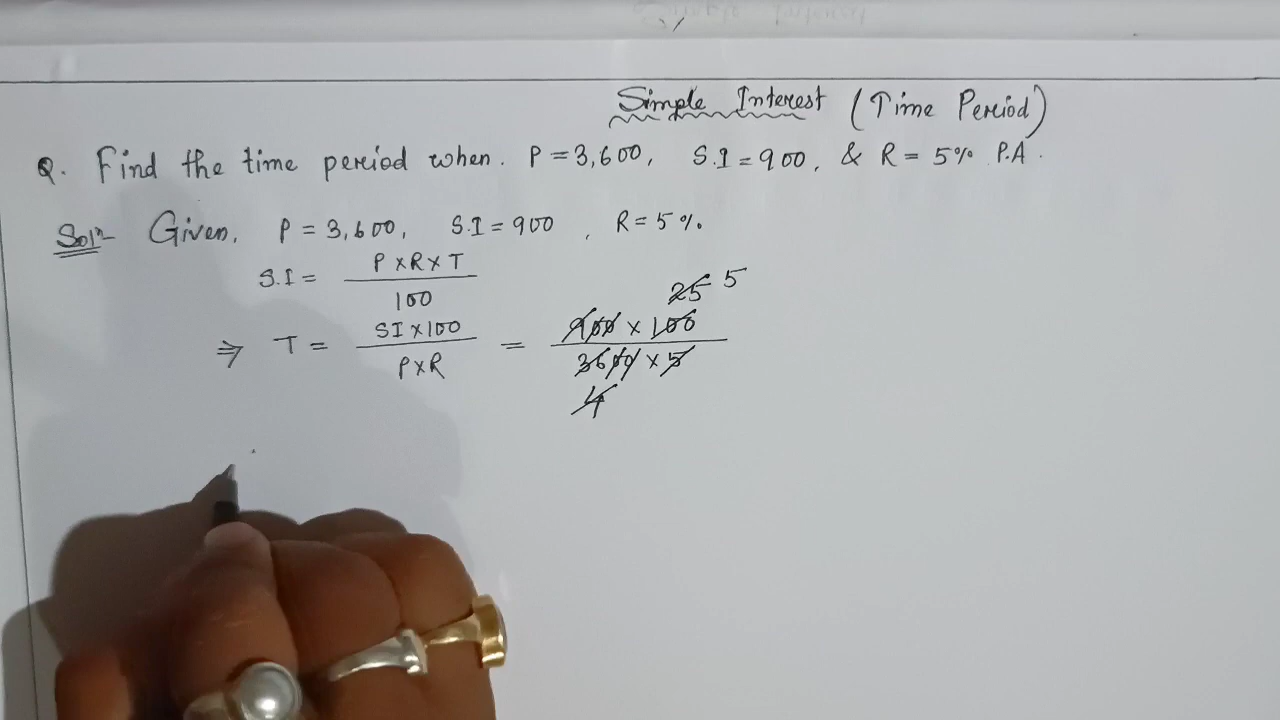 Simple Interest (Time Period)
Q. Find the time period when. P = 3,600, S.I = 900, & R = 5% P.A.
Solⁿ Given, P = 3,600, S.I = 900, R = 5%.
S.I = P × R × T / 100
25 5
⇒ T = SI × 100 / P × R = 900 × 100 / 3600 × 5
4